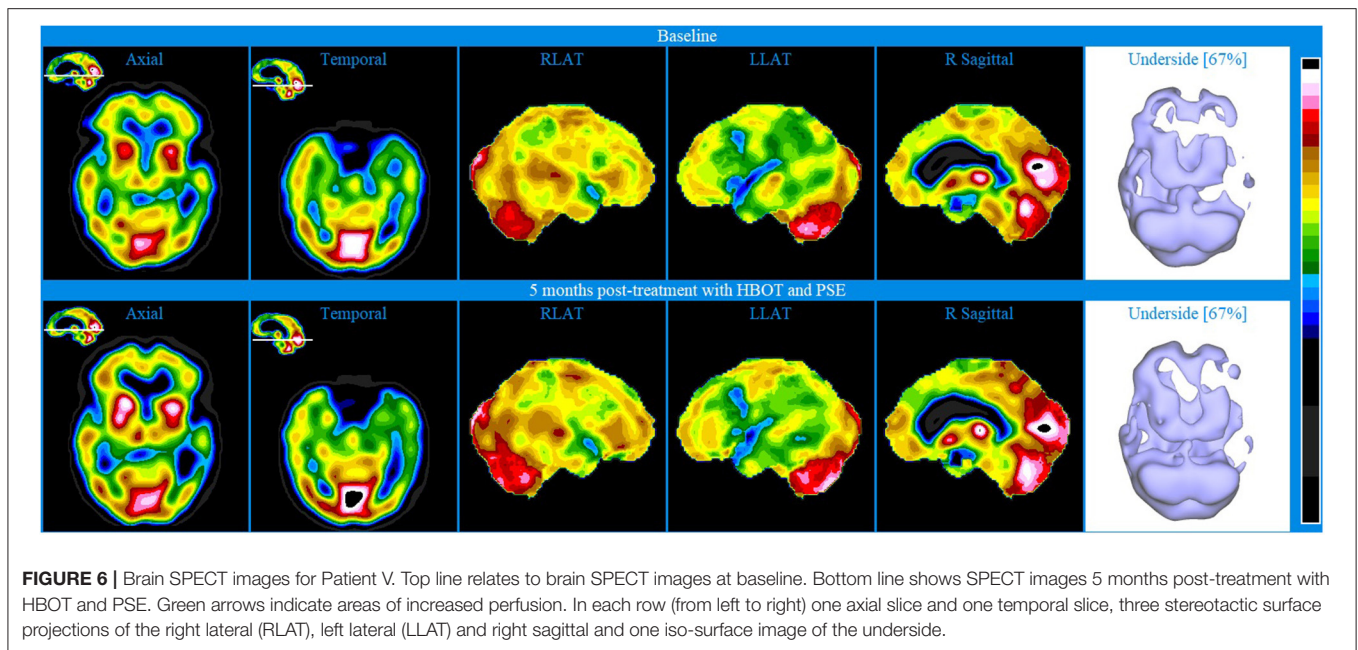 Baseline
Axial Temporal RLAT LLAT R Sagittal Underside [67%]
5 months post-treatment with HBOT and PSE
Axial Temporal RLAT LLAT R Sagittal Underside [67%]
FIGURE 6 | Brain SPECT images for Patient V. Top line relates to brain SPECT images at baseline. Bottom line shows SPECT images 5 months post-treatment with
HBOT and PSE. Green arrows indicate areas of increased perfusion. In each row (from left to right) one axial slice and one temporal slice, three stereotactic surface
projections of the right lateral (RLAT), left lateral (LLAT) and right sagittal and one iso-surface image of the underside.